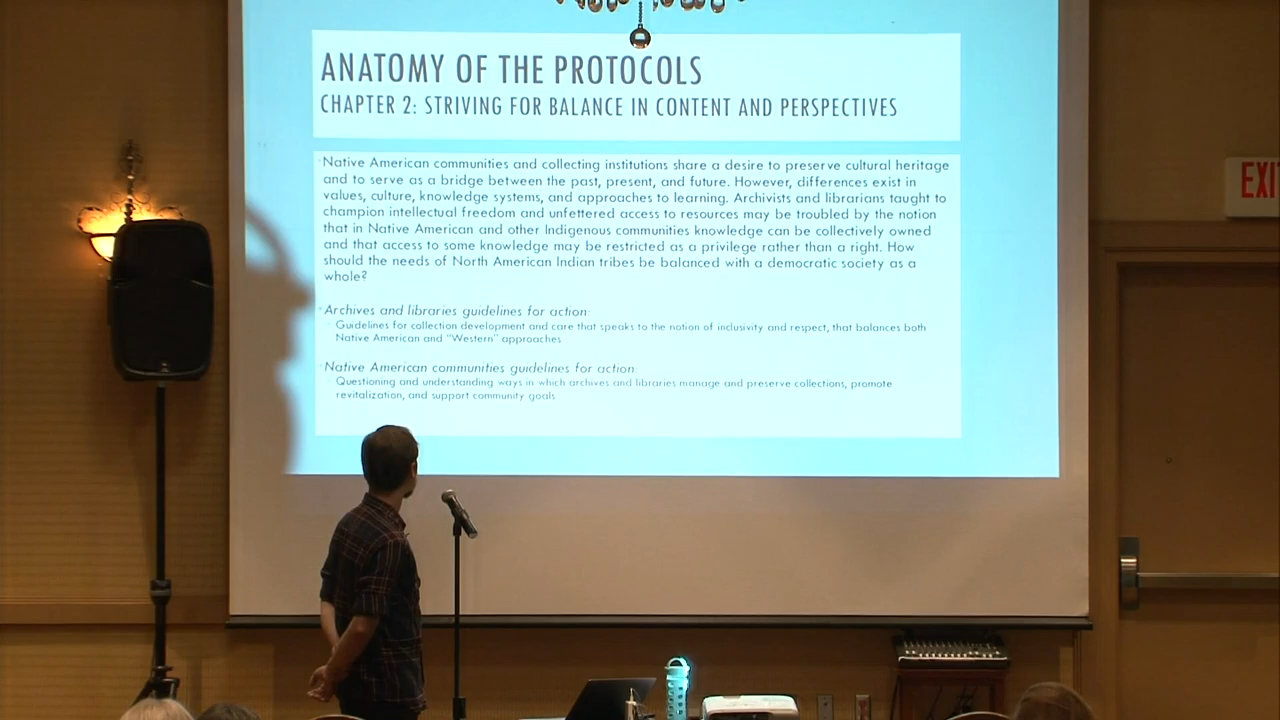 ANATOMY OF THE PROTOCOLS
CHAPTER 2: STRIVING FOR BALANCE IN CONTENT AND PERSPECTIVES
Native American communities and collecting institutions share a desire to preserve cultural heritage
and to serve as a bridge between the past, present, and future. However, differences exist in
values, culture, knowledge systems, and approaches to learning. Archivists and librarians taught to
champion intellectual freedom and unfettered access to resources may be troubled by the notion
that in Native American and other Indigenous communities knowledge can be collectively owned
and that access to some knowledge may be restricted as a privilege rather than a right. How
should the needs of North American Indian tribes be balanced with a democratic society as a
whole?
Archives and libraries guidelines for action:
Guidelines for collection development and care that speaks to the notion of inclusivity and respect, that balances both
Native American and "Western" approaches
Native American communities guidelines for action:
Questioning and understanding ways in which archives and libraries manage and preserve collections, promote
revitalization, and support community goals
EXI